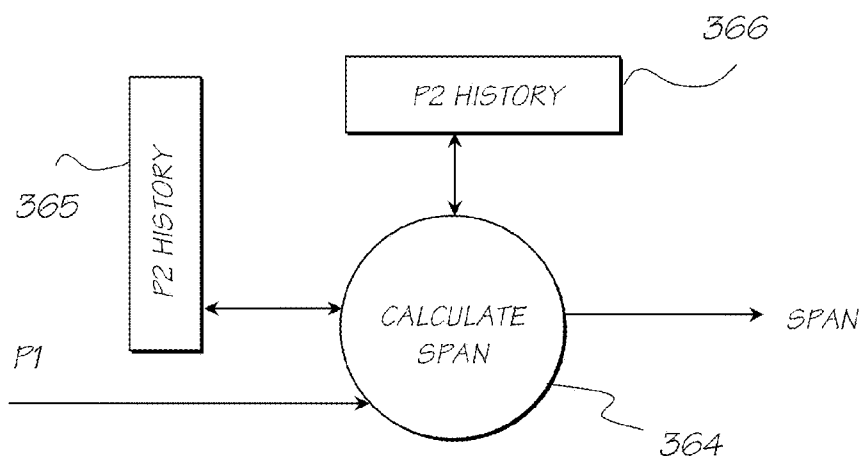 366
P2 HISTORY
365
P2 HISTORY
CALCULATE
SPAN
SPAN
P1
364